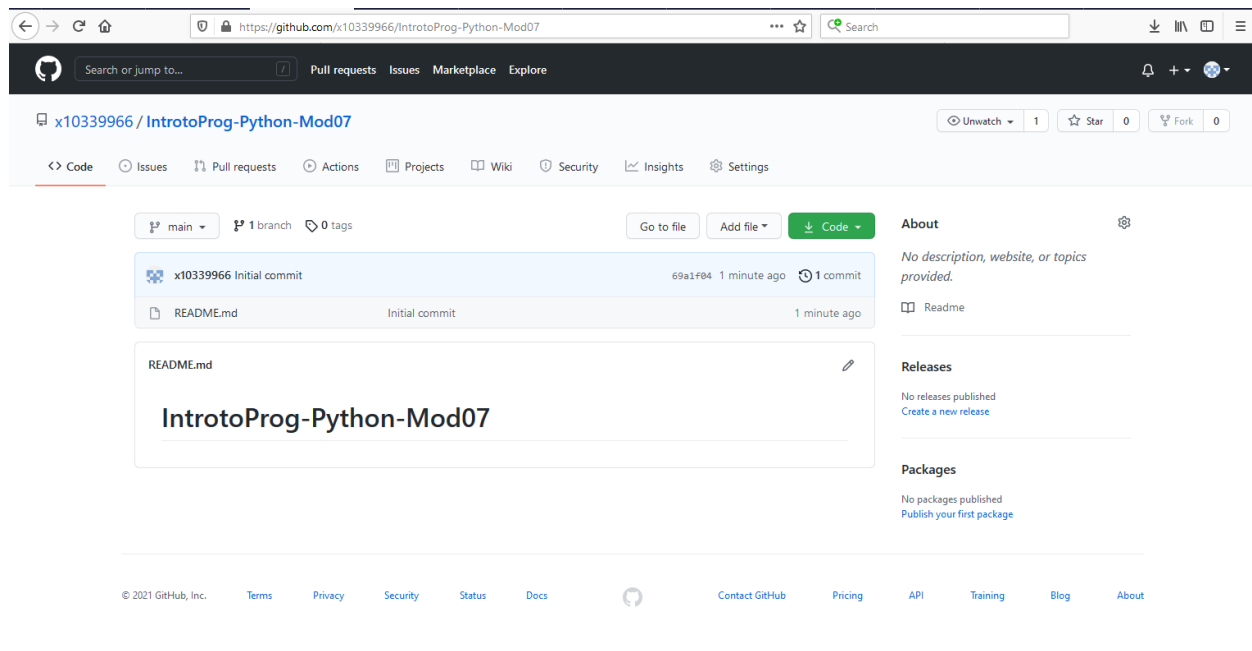 https://github.com/x10339966/IntrotoProg-Python-Mod07 ••• Search
Search or jump to... / Pull requests Issues Marketplace Explore
x10339966 / IntrotoProg-Python-Mod07 Unwatch 1 Star 0 Fork 0
<> Code Issues Pull requests Actions Projects Wiki Security Insights Settings
main 1 branch 0 tags Go to file Add file Code
x10339966 Initial commit 69a1f04 1 minute ago 1 commit
README.md Initial commit 1 minute ago
README.md
IntrotoProg-Python-Mod07
About
No description, website, or topics
provided.
Readme
Releases
No releases published
Create a new release
Packages
No packages published
Publish your first package
© 2021 GitHub, Inc. Terms Privacy Security Status Docs Contact GitHub Pricing API Training Blog About